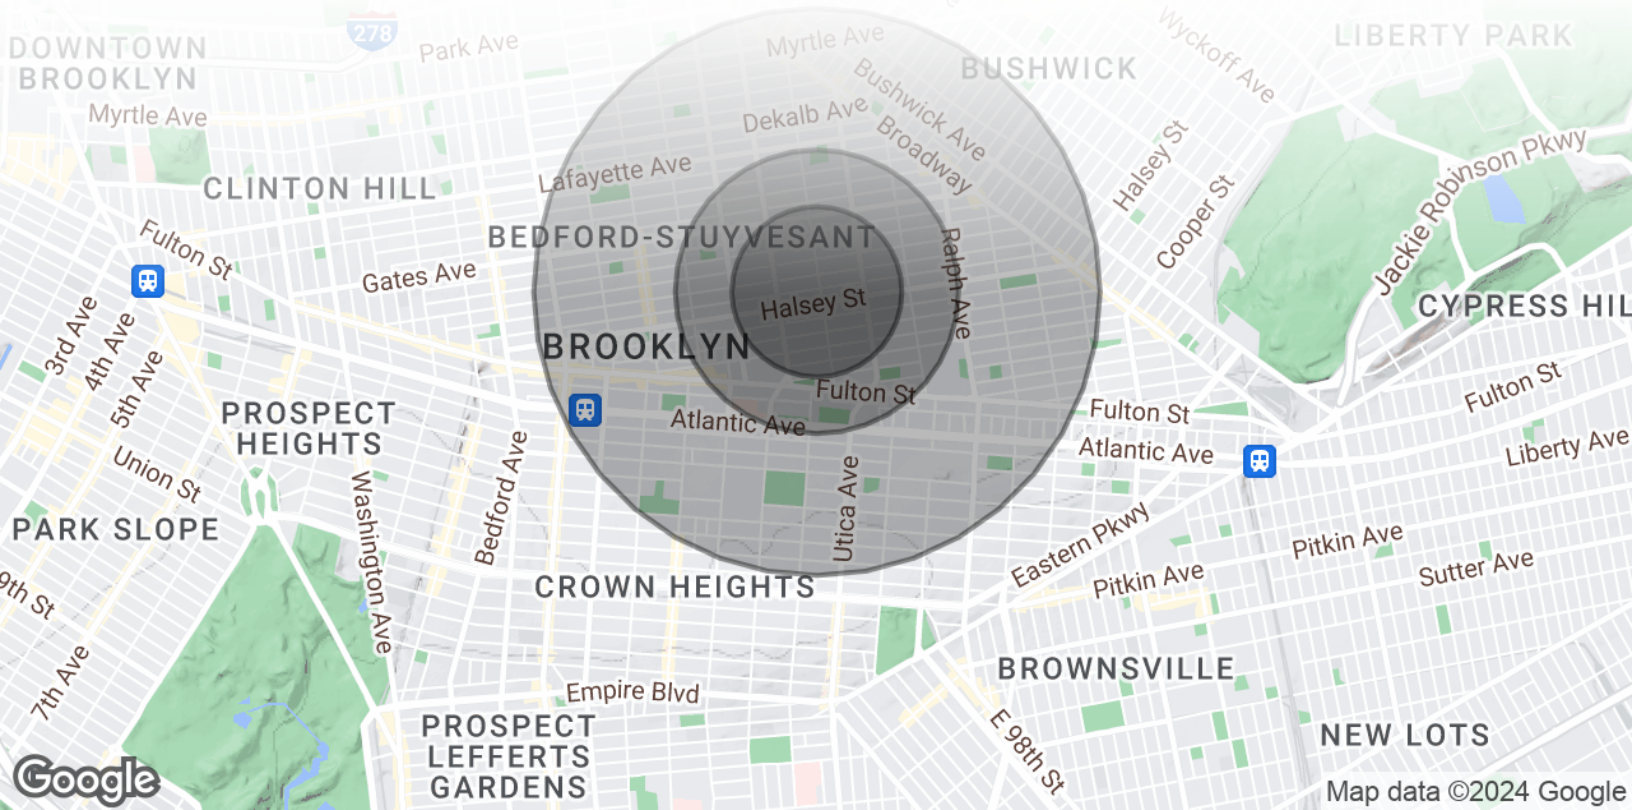 278
Park Ave
Myrtle Ave
Wyckoff Ave
LIBERTY PARK
DOWNTOWN
BROOKLYN
BUSHWICK
Bushwick Ave
Myrtle Ave
Dekalb Ave
Broadway
Halsey St
Jackie Robinson Pkwy
CLINTON HILL
Lafayette Ave
Cooper St
Fulton St
BEDFORD-STUYVESANT
Gates Ave
Ralph Ave
Halsey St
CYPRESS HIL
3rd Ave
4th Ave
5th Ave
BROOKLYN
Fulton St
Fulton St
Fulton St
PROSPECT
HEIGHTS
Atlantic Ave
Atlantic Ave
Liberty Ave
Union St
Washington Ave
Bedford Ave
Utica Ave
Eastern Pkwy
PARK SLOPE
Pitkin Ave
Pitkin Ave
Sutter Ave
9th St
CROWN HEIGHTS
7th Ave
Empire Blvd
BROWNSVILLE
PROSPECT
LEFFERTS
GARDENS
E 98th St
NEW LOTS
Google
Map data ©2024 Google